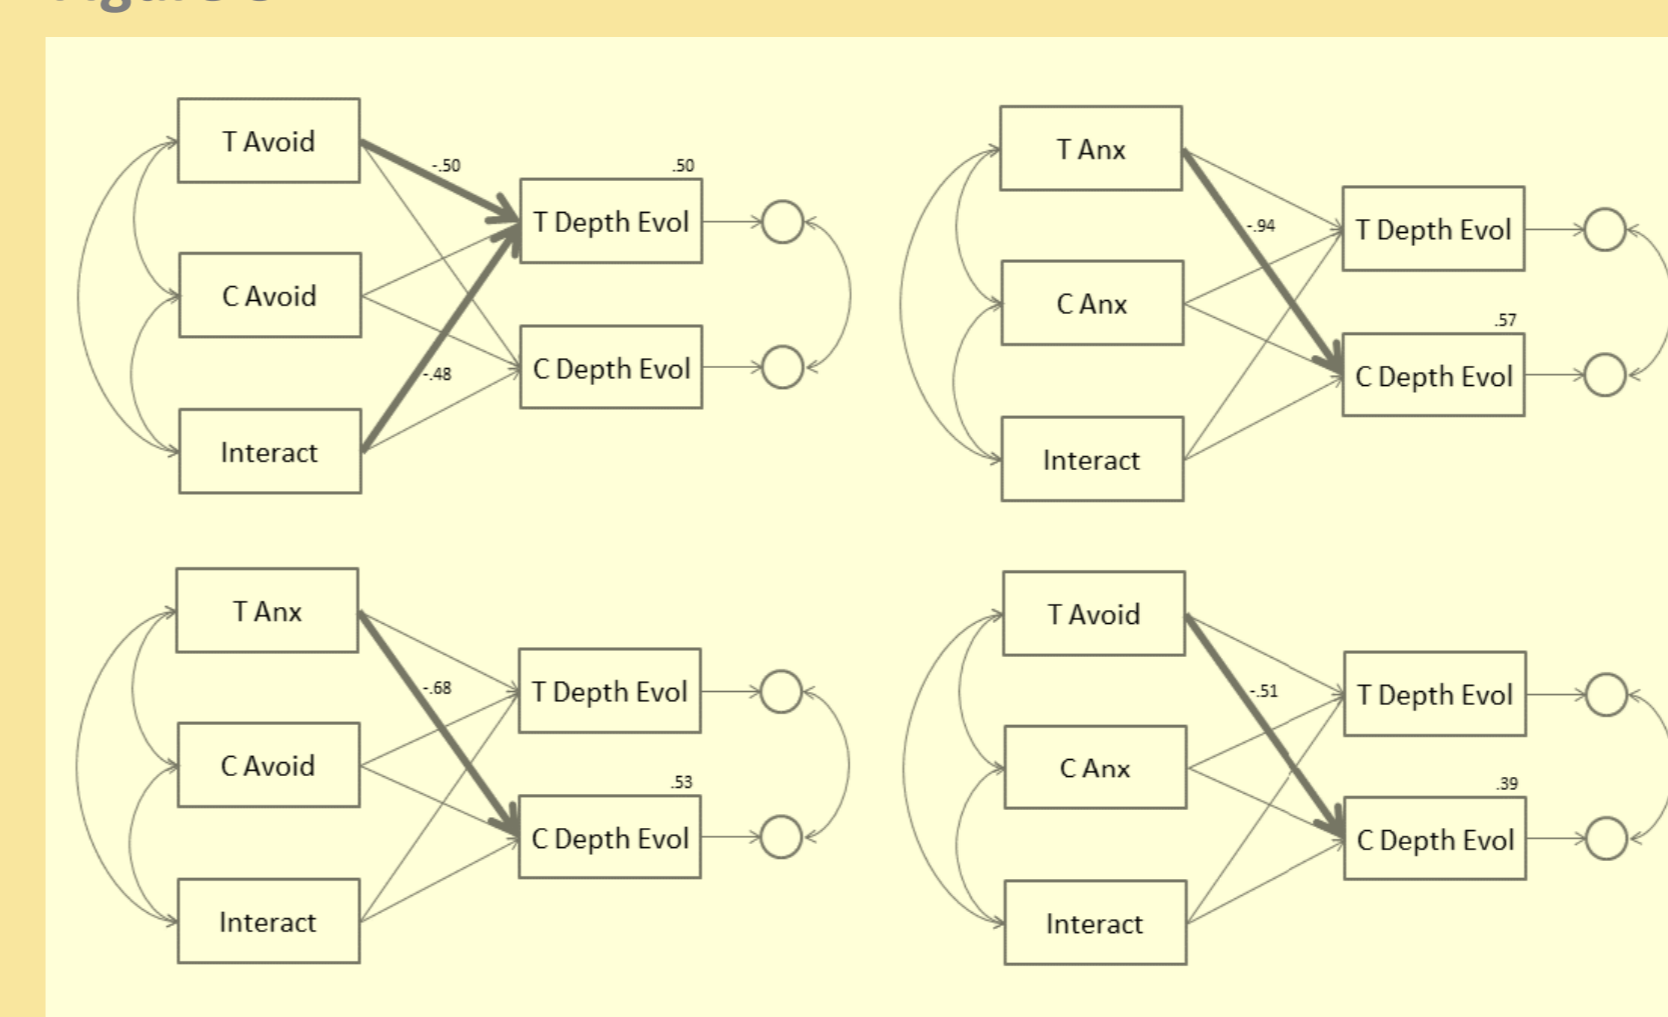 T Avoid
-.50
.50
T Depth Evol
C Avoid
C Depth Evol
-.48
Interact
T Anx
-.94
T Depth Evol
C Anx
.57
C Depth Evol
Interact
T Anx
-.68
T Depth Evol
C Avoid
.53
C Depth Evol
Interact
T Avoid
-.51
T Depth Evol
C Anx
.39
C Depth Evol
Interact